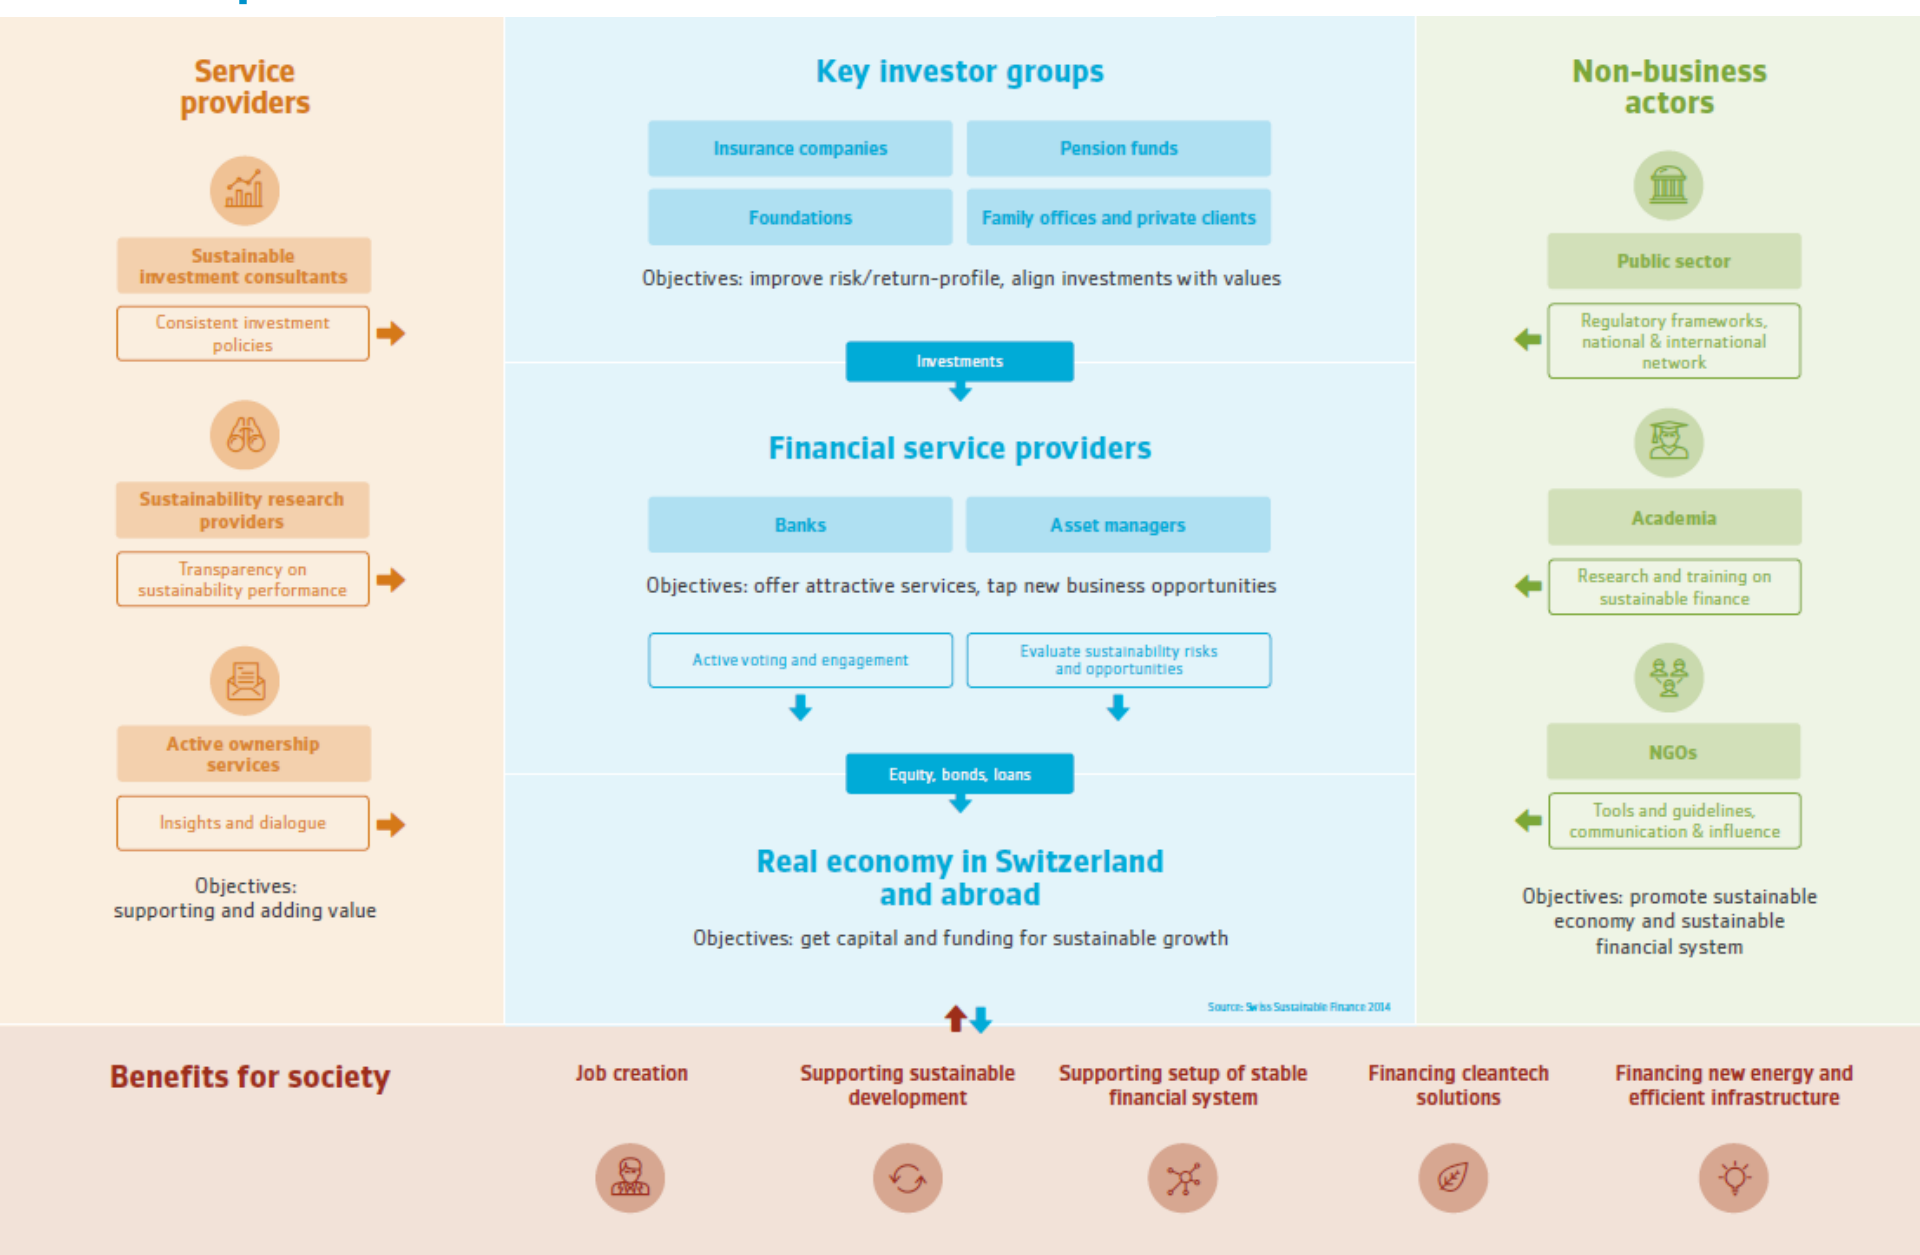 Service
providers
Sustainable
investment consultants
Consistent investment
policies
Sustainability research
providers
Transparency on
sustainability performance
Active ownership
services
Insights and dialogue
Objectives:
supporting and adding value
Key investor groups
Insurance companies
Pension funds
Foundations
Family offices and private clients
Objectives: improve risk/return-profile, align investments with values
Investments
Financial service providers
Banks
Asset managers
Objectives: offer attractive services, tap new business opportunities
Active voting and engagement
Evaluate sustainability risks
and opportunities
Equity, bonds, loans
Real economy in Switzerland
and abroad
Objectives: get capital and funding for sustainable growth
Source: Swiss Sustainable Finance 2014
Non-business
actors
Public sector
Regulatory frameworks,
national & international
network
Academia
Research and training on
sustainable finance
NGOs
Tools and guidelines,
communication & influence
Objectives: promote sustainable
economy and sustainable
financial system
Benefits for society
Job creation
Supporting sustainable
development
Supporting setup of stable
financial system
Financing cleantech
solutions
Financing new energy and
efficient infrastructure